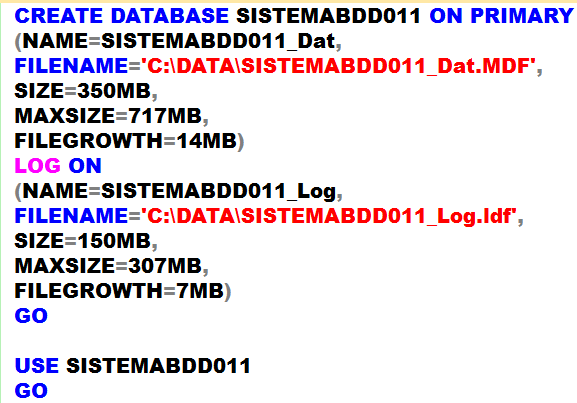 CREATE DATABASE SISTEMABDD011 ON PRIMARY
(NAME=SISTEMABDD011_Dat,
FILENAME='C:\DATA\SISTEMABDD011_Dat.MDF',
SIZE=350MB,
MAXSIZE=717MB,
FILEGROWTH=14MB)
LOG ON
(NAME=SISTEMABDD011_Log,
FILENAME='C:\DATA\SISTEMABDD011_Log.ldf',
SIZE=150MB,
MAXSIZE=307MB,
FILEGROWTH=7MB)
GO

USE SISTEMABDD011
GO